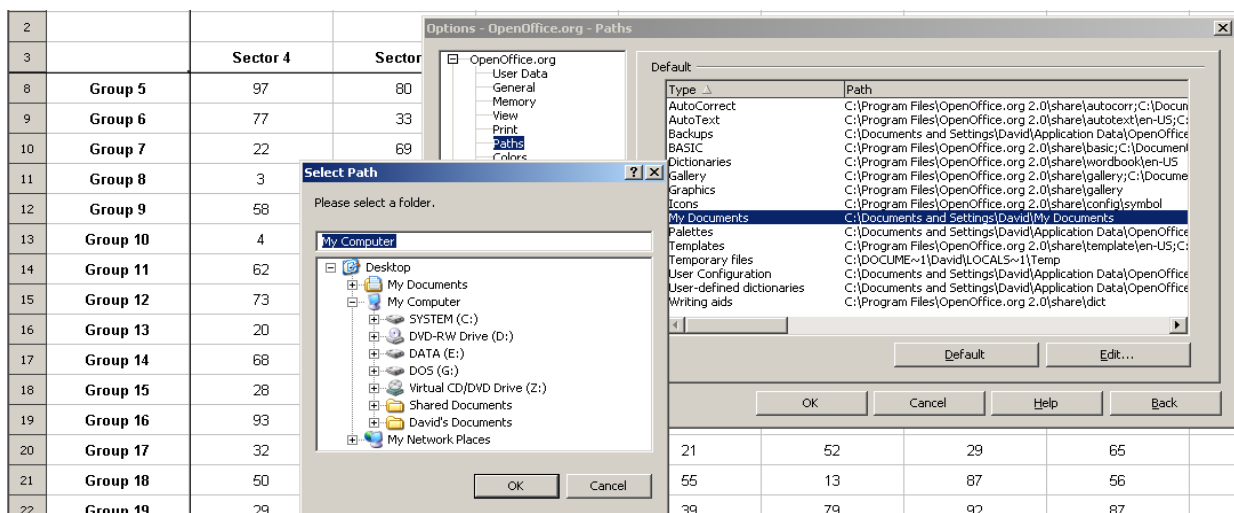 2
3 Sector 4 Sector
8 Group 5 97 80
9 Group 6 77 33
10 Group 7 22 69
11 Group 8 3
12 Group 9 58
13 Group 10 4
14 Group 11 62
15 Group 12 73
16 Group 13 20
17 Group 14 68
18 Group 15 28
19 Group 16 93
20 Group 17 32 21 52 29 65
21 Group 18 50 55 13 87 56
22 Group 19 29 39 79 92 87
Options - OpenOffice.org - Paths
OpenOffice.org
User Data
General
Memory
View
Print
Paths
Colors
Default
Type Path
AutoCorrect C:\Program Files\OpenOffice.org 2.0\share\autocorr;C:\Docum
AutoText C:\Program Files\OpenOffice.org 2.0\share\autotext\en-US;C:
Backups C:\Documents and Settings\David\Application Data\OpenOffice
BASIC C:\Program Files\OpenOffice.org 2.0\share\basic;C:\Document
Dictionaries C:\Program Files\OpenOffice.org 2.0\share\wordbook\en-US
Gallery C:\Program Files\OpenOffice.org 2.0\share\gallery;C:\Docume
Graphics C:\Program Files\OpenOffice.org 2.0\share\gallery
Icons C:\Program Files\OpenOffice.org 2.0\share\config\symbol
My Documents C:\Documents and Settings\David\My Documents
Palettes C:\Documents and Settings\David\Application Data\OpenOffice
Templates C:\Program Files\OpenOffice.org 2.0\share\template\en-US;C:
Temporary files C:\DOCUME~1\David\LOCALS~1\Temp
User Configuration C:\Documents and Settings\David\Application Data\OpenOffice
User-defined dictionaries C:\Documents and Settings\David\Application Data\OpenOffice
Writing aids C:\Program Files\OpenOffice.org 2.0\share\dict
Default Edit...
OK Cancel Help Back
Select Path
Please select a folder.
My Computer
Desktop
My Documents
My Computer
SYSTEM (C:)
DVD-RW Drive (D:)
DATA (E:)
DOS (G:)
Virtual CD/DVD Drive (Z:)
Shared Documents
David's Documents
My Network Places
OK Cancel